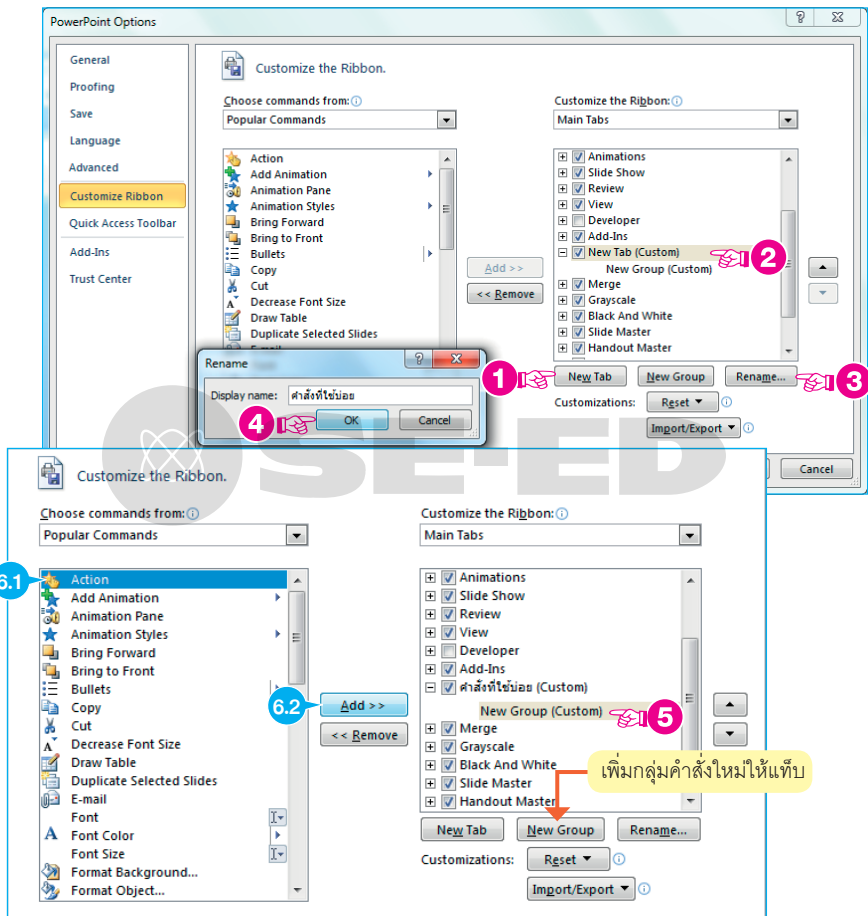 PowerPoint Options
General
Proofing
Save
Language
Advanced
Customize Ribbon
Quick Access Toolbar
Add-Ins
Trust Center
Customize the Ribbon.
Choose commands from:
Popular Commands
Action
Add Animation
Animation Pane
Animation Styles
Bring Forward
Bring to Front
Bullets
Copy
Cut
Decrease Font Size
Draw Table
Duplicate Selected Slides
Add >>
<< Remove
Customize the Ribbon:
Main Tabs
Animations
Slide Show
Review
View
Developer
Add-Ins
New Tab (Custom)
2
New Group (Custom)
Merge
Grayscale
Black And White
Slide Master
Handout Master
1
New Tab New Group Rename...
3
Customizations: Reset
Import/Export
Cancel
Rename
Display name: คำสั่งที่ใช้บ่อย
4
OK Cancel
SE-ED
Customize the Ribbon.
Choose commands from:
Popular Commands
6.1
Action
Add Animation
Animation Pane
Animation Styles
Bring Forward
Bring to Front
Bullets
Copy
Cut
Decrease Font Size
Draw Table
Duplicate Selected Slides
E-mail
Font
Font Color
Font Size
Format Background...
Format Object...
6.2
Add >>
<< Remove
Customize the Ribbon:
Main Tabs
Animations
Slide Show
Review
View
Developer
Add-Ins
คำสั่งที่ใช้บ่อย (Custom)
New Group (Custom)
5
Merge
Grayscale
Black And White
Slide Master
Handout Master
เพิ่มกลุ่มคำสั่งใหม่ให้แท็บ
New Tab New Group Rename...
Customizations: Reset
Import/Export